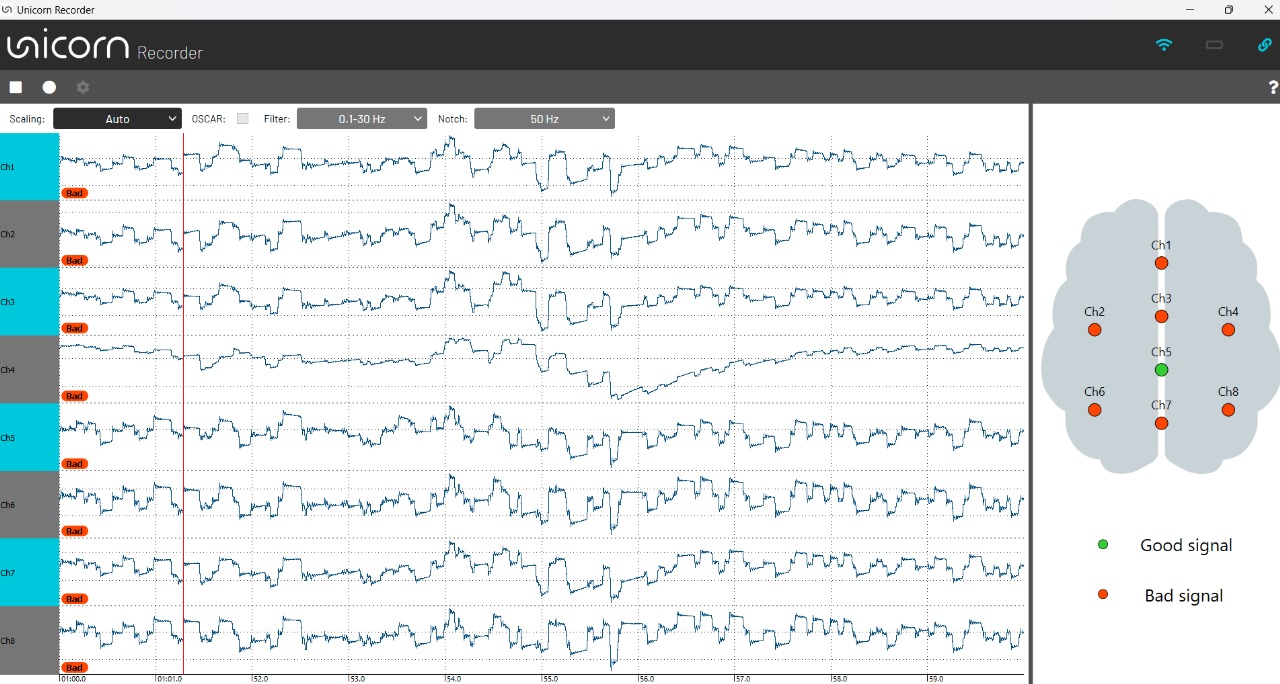 Unicorn Recorder
unicorn Recorder
?
Scaling: Auto OSCAR: Filter: 0.1-30 Hz Notch: 50 Hz
Ch1
Bad
Ch2
Bad
Ch3
Bad
Ch4
Bad
Ch5
Bad
Ch6
Bad
Ch7
Bad
Ch8
Bad
01:00.0 01:01.0 52.0 53.0 54.0 55.0 56.0 57.0 58.0 59.0
Ch1
Ch3
Ch2 Ch4
Ch5
Ch6 Ch8
Ch7
Good signal
Bad signal